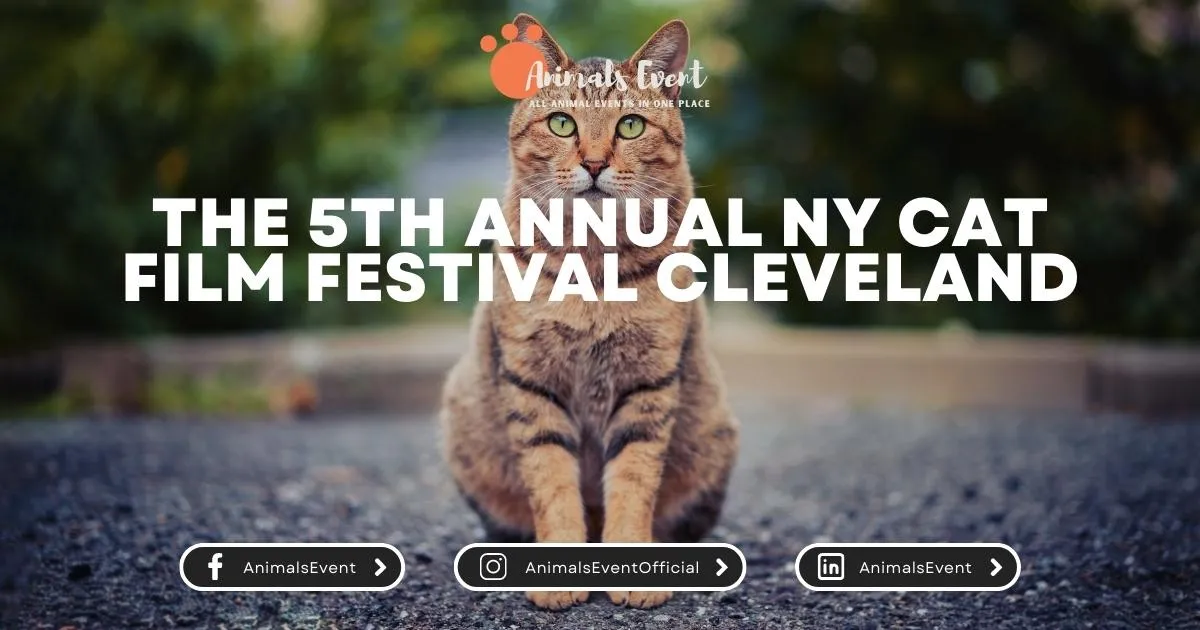 Animals Event
ALL ANIMAL EVENTS IN ONE PLACE
THE 5TH ANNUAL NY CAT
FILM FESTIVAL CLEVELAND
AnimalsEvent
AnimalsEventOfficial
AnimalsEvent